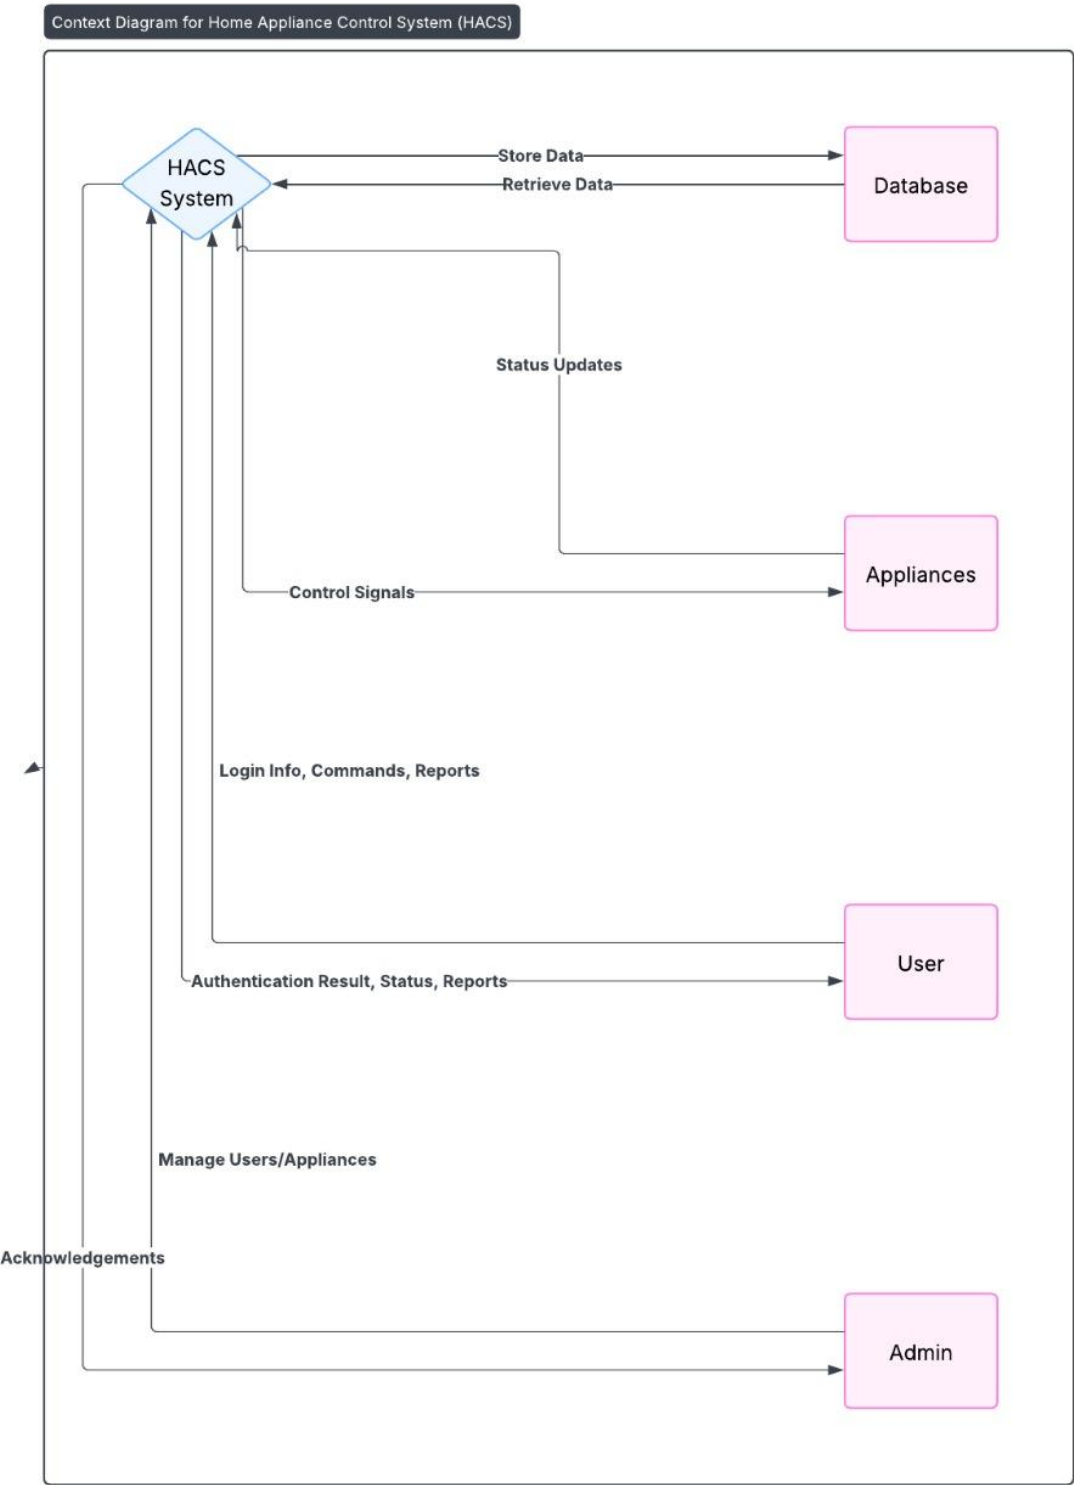 Context Diagram for Home Appliance Control System (HACS)
HACS
System
Store Data
Retrieve Data
Database
Status Updates
Appliances
Control Signals
Login Info, Commands, Reports
User
Authentication Result, Status, Reports
Manage Users/Appliances
Acknowledgements
Admin